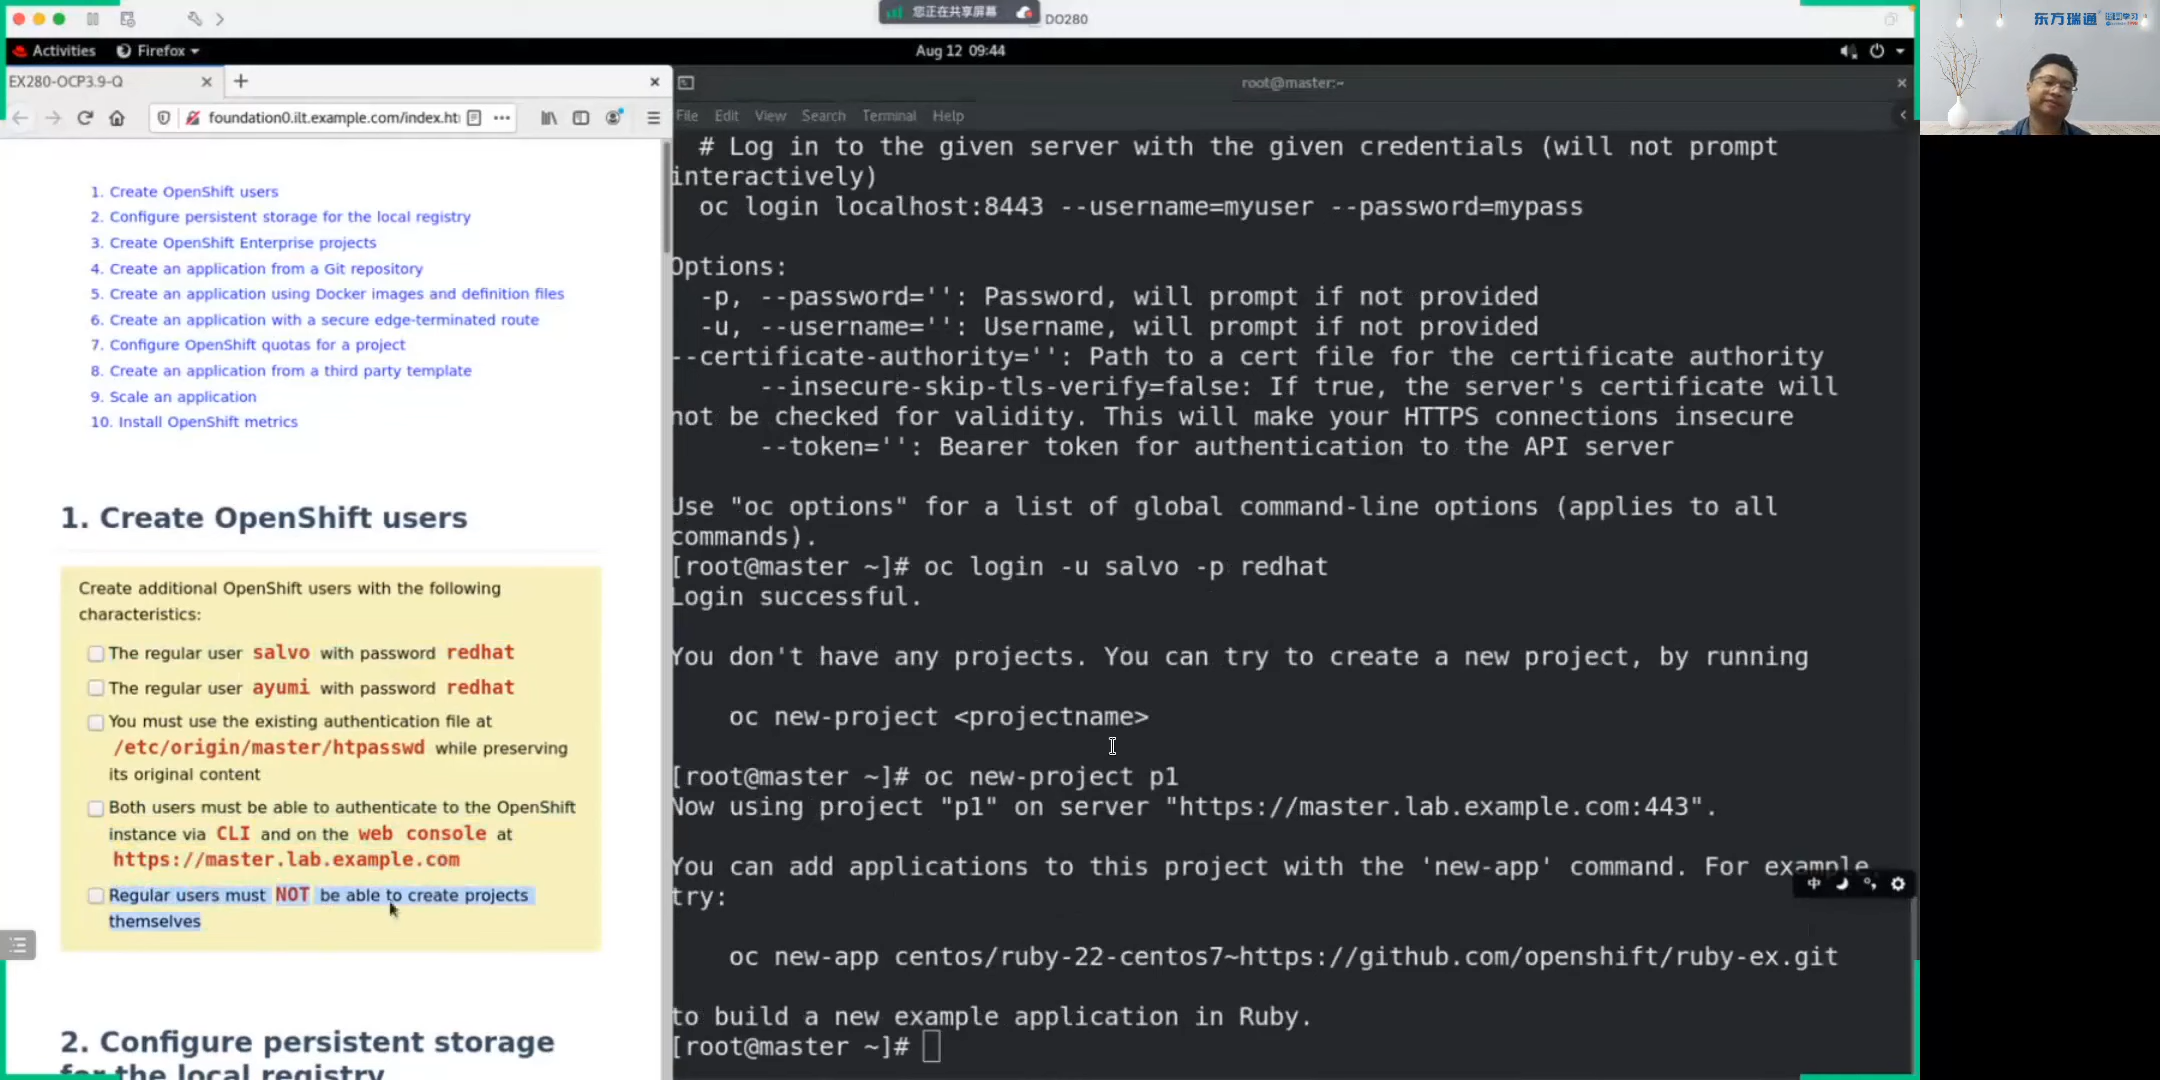 您正在共享屏幕
DO280
Activities
Firefox
Aug 12 09:44
东方瑞通
EX280-OCP3.9-Q
root@master:~
foundation0.ilt.example.com/index.ht
File Edit View Search Terminal Help
1. Create OpenShift users
2. Configure persistent storage for the local registry
3. Create OpenShift Enterprise projects
4. Create an application from a Git repository
5. Create an application using Docker images and definition files
6. Create an application with a secure edge-terminated route
7. Configure OpenShift quotas for a project
8. Create an application from a third party template
9. Scale an application
10. Install OpenShift metrics
1. Create OpenShift users
Create additional OpenShift users with the following
characteristics:
The regular user salvo with password redhat
The regular user ayumi with password redhat
You must use the existing authentication file at
/etc/origin/master/htpasswd while preserving
its original content
Both users must be able to authenticate to the OpenShift
instance via CLI and on the web console at
https://master.lab.example.com
Regular users must NOT be able to create projects
themselves
2. Configure persistent storage
for the local registry
# Log in to the given server with the given credentials (will not prompt
interactively)
oc login localhost:8443 --username=myuser --password=mypass
Options:
-p, --password='': Password, will prompt if not provided
-u, --username='': Username, will prompt if not provided
--certificate-authority='': Path to a cert file for the certificate authority
--insecure-skip-tls-verify=false: If true, the server's certificate will
not be checked for validity. This will make your HTTPS connections insecure
--token='': Bearer token for authentication to the API server
Use "oc options" for a list of global command-line options (applies to all
commands).
[root@master ~]# oc login -u salvo -p redhat
Login successful.
You don't have any projects. You can try to create a new project, by running
oc new-project <projectname>
[root@master ~]# oc new-project p1
Now using project "p1" on server "https://master.lab.example.com:443".
You can add applications to this project with the 'new-app' command. For example,
try:
oc new-app centos/ruby-22-centos7~https://github.com/openshift/ruby-ex.git
to build a new example application in Ruby.
[root@master ~]#
中